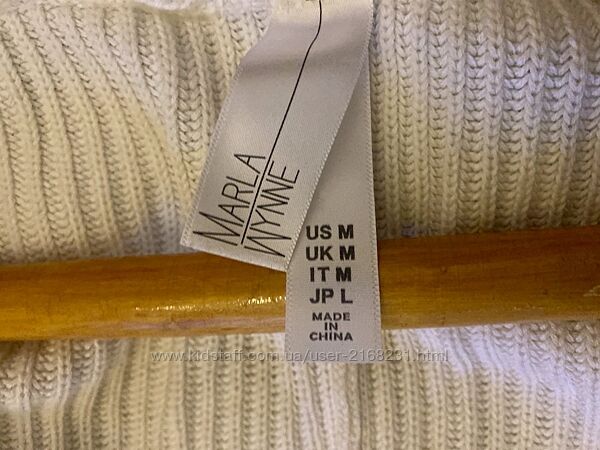 MARLA
WYNNE
US M
UK M
IT M
JP L
MADE
IN
CHINA
www.kidstaff.com.ua/user-2168231.html